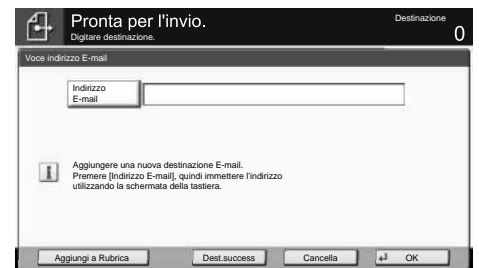 Pronta per l'invio.
Destinazione
Digitare destinazione.
0
Voce indirizzo E-mail
Indirizzo
E-mail
Aggiungere una nuova destinazione E-mail.
Premere [Indirizzo E-mail], quindi immettere l'indirizzo
utilizzando la schermata della tastiera.
Aggiungi a Rubrica
Dest.success
Cancella
OK